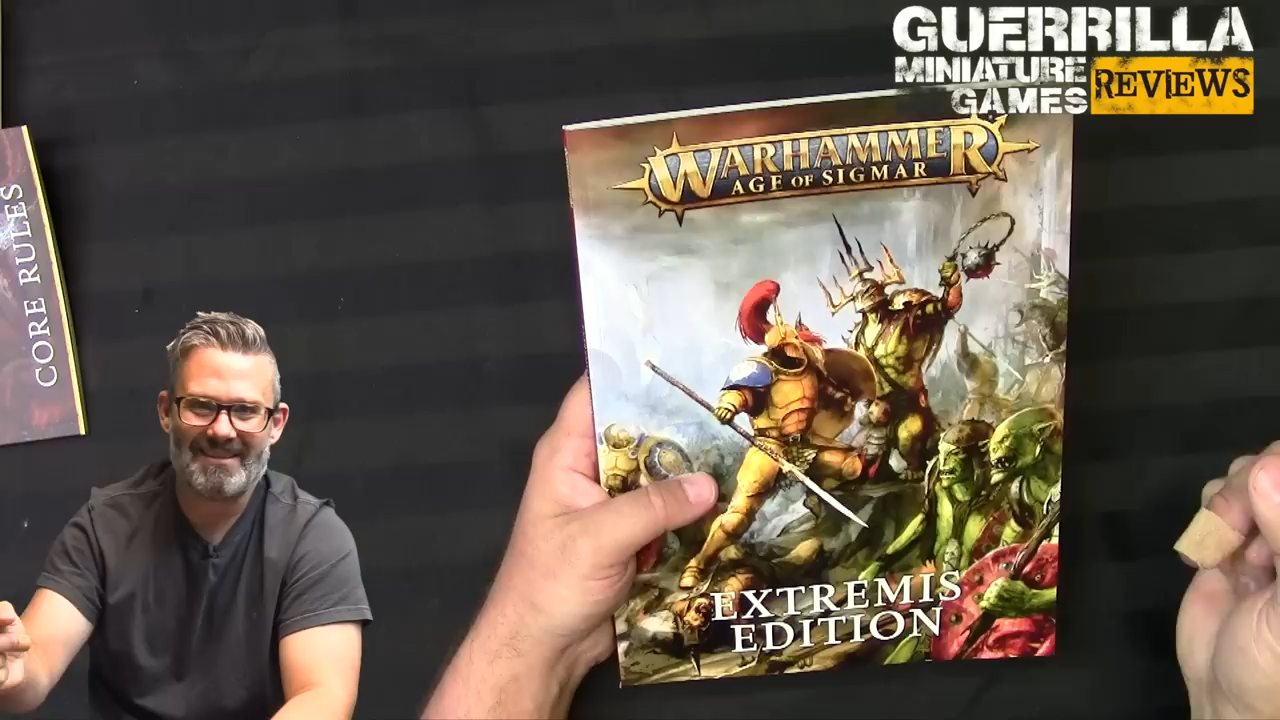 GUERRILLA
MINIATURE
GAMES
REVIEWS
WARHAMMER
AGE OF SIGMAR
CORE RULES
EXTREMIS
EDITION